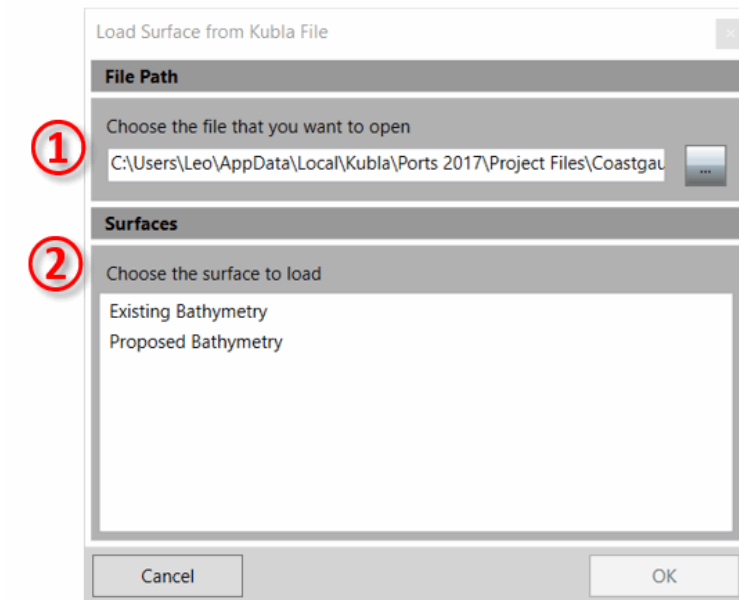 Load Surface from Kubla File
File Path
①
Choose the file that you want to open
C:\Users\Leo\AppData\Local\Kubla\Ports 2017\Project Files\Coastgau
...
Surfaces
②
Choose the surface to load
Existing Bathymetry
Proposed Bathymetry
Cancel
OK